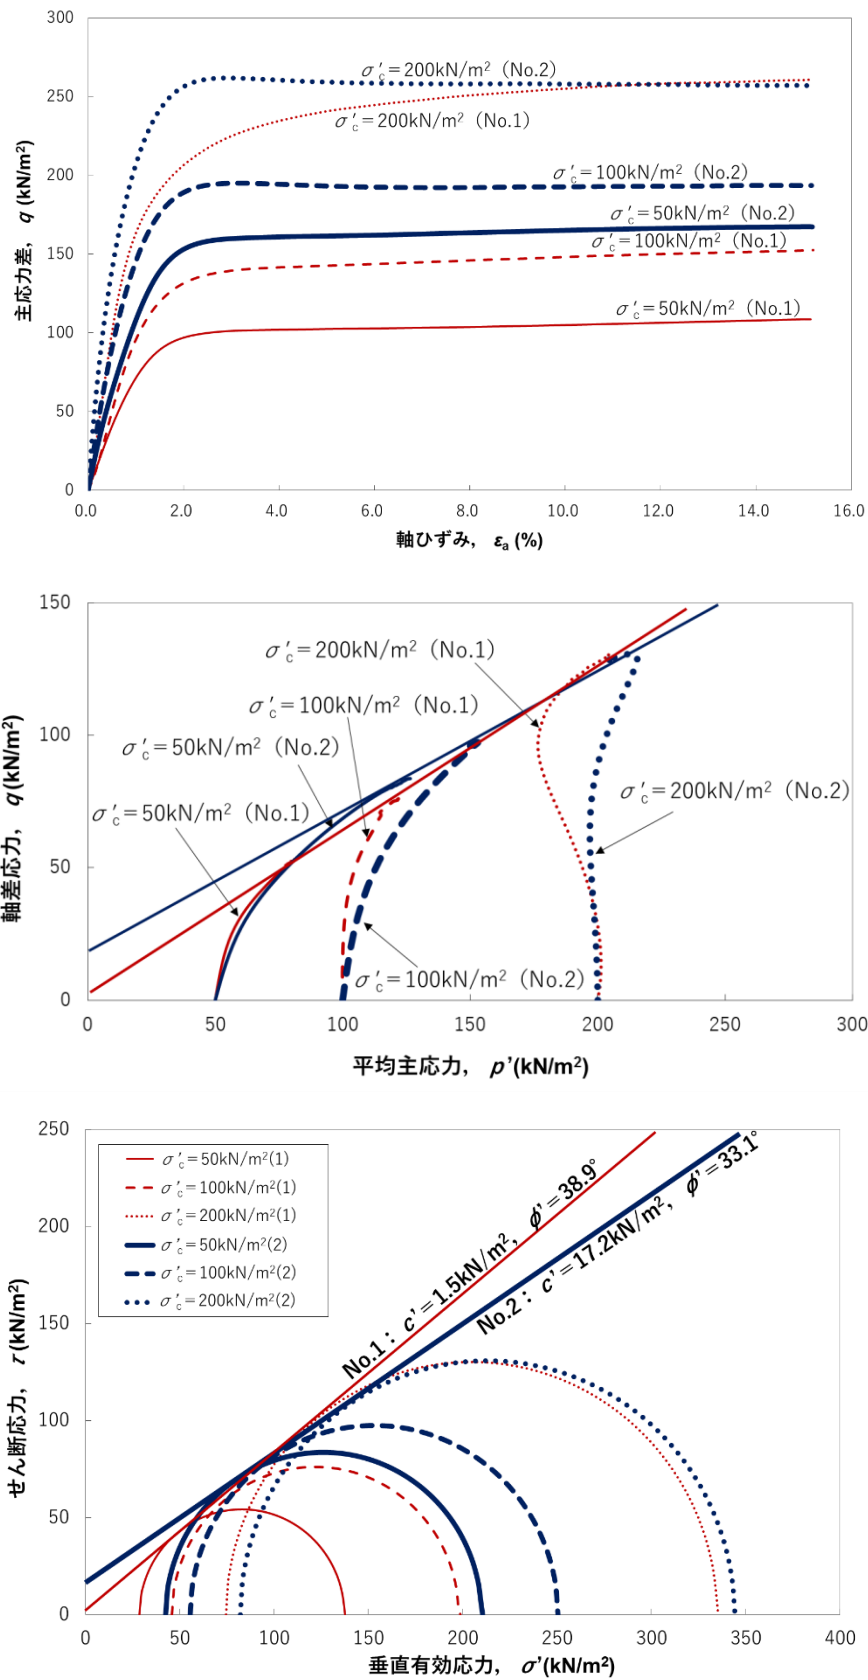 300
250
200
150
100
50
0
主応力差， q (kN/m²)
σ′c＝200kN/m²（No.2）
σ′c＝200kN/m²（No.1）
σ′c＝100kN/m²（No.2）
σ′c＝50kN/m²（No.2）
σ′c＝100kN/m²（No.1）
σ′c＝50kN/m²（No.1）
0.0 2.0 4.0 6.0 8.0 10.0 12.0 14.0 16.0
軸ひずみ， εa (%)
150
100
50
0
軸差応力， q (kN/m²)
σ′c＝200kN/m²（No.1）
σ′c＝100kN/m²（No.1）
σ′c＝50kN/m²（No.2）
σ′c＝50kN/m²（No.1）
σ′c＝200kN/m²（No.2）
σ′c＝100kN/m²（No.2）
0 50 100 150 200 250 300
平均主応力， p’(kN/m²)
250
200
150
100
50
0
せん断応力， τ (kN/m²)
σ′c＝50kN/m²(1)
σ′c＝100kN/m²(1)
σ′c＝200kN/m²(1)
σ′c＝50kN/m²(2)
σ′c＝100kN/m²(2)
σ′c＝200kN/m²(2)
No.1：c’＝1.5kN/m²， ϕ’＝38.9°
No.2：c’＝17.2kN/m²， ϕ’＝33.1°
0 50 100 150 200 250 300 350 400
垂直有効応力， σ’(kN/m²)